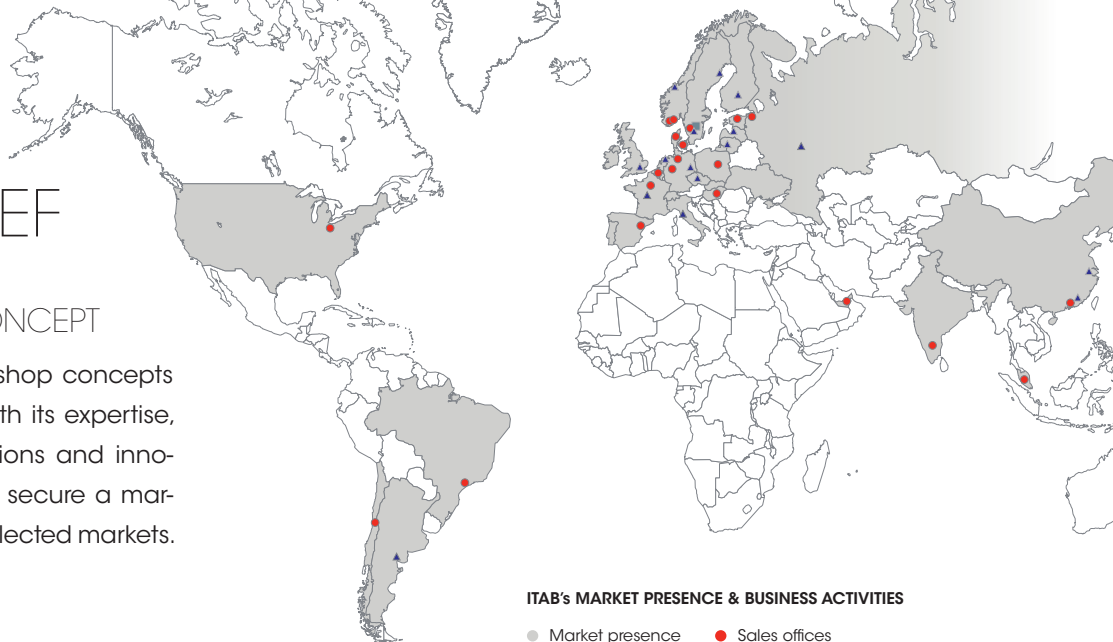 EF
ONCEPT
shop concepts
th its expertise,
ions and inno-
secure a mar-
lected markets.
ITAB's MARKET PRESENCE & BUSINESS ACTIVITIES
Market presence
Sales offices